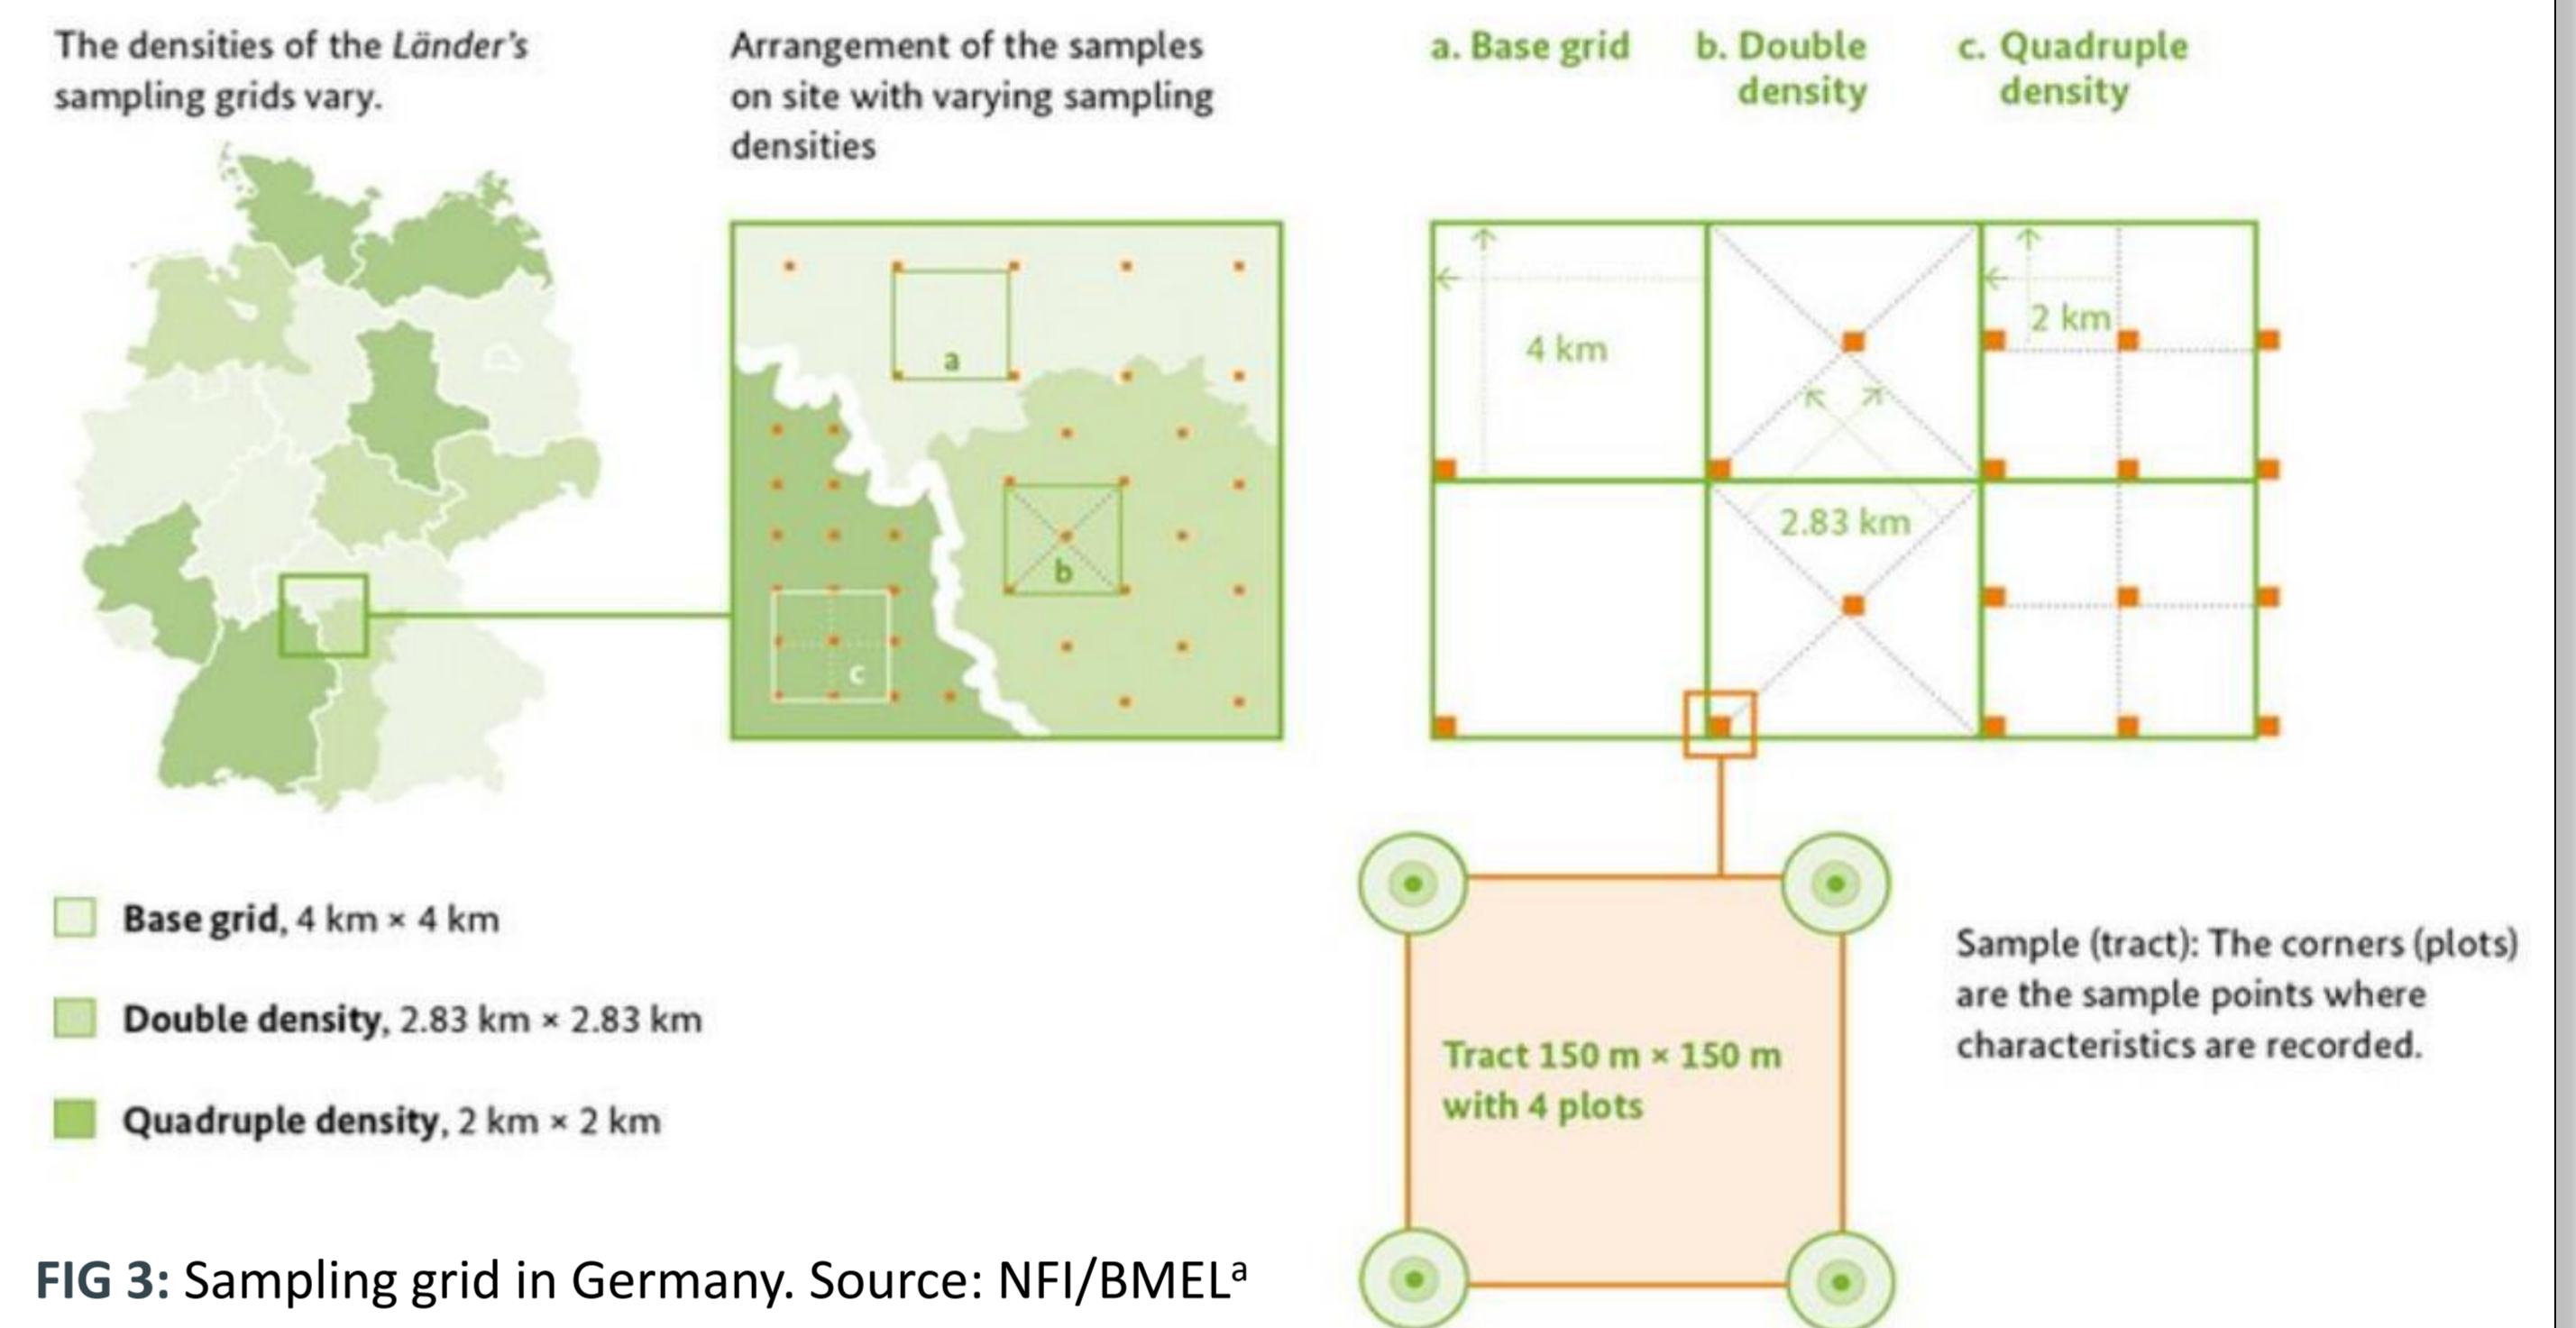 The densities of the Länder's
sampling grids vary.
Arrangement of the samples
on site with varying sampling
densities
a. Base grid
b. Double
density
c. Quadruple
density
a
b
c
4 km
2.83 km
2 km
Base grid, 4 km × 4 km
Double density, 2.83 km × 2.83 km
Quadruple density, 2 km × 2 km
Tract 150 m × 150 m
with 4 plots
Sample (tract): The corners (plots)
are the sample points where
characteristics are recorded.
FIG 3: Sampling grid in Germany. Source: NFI/BMELᵃ